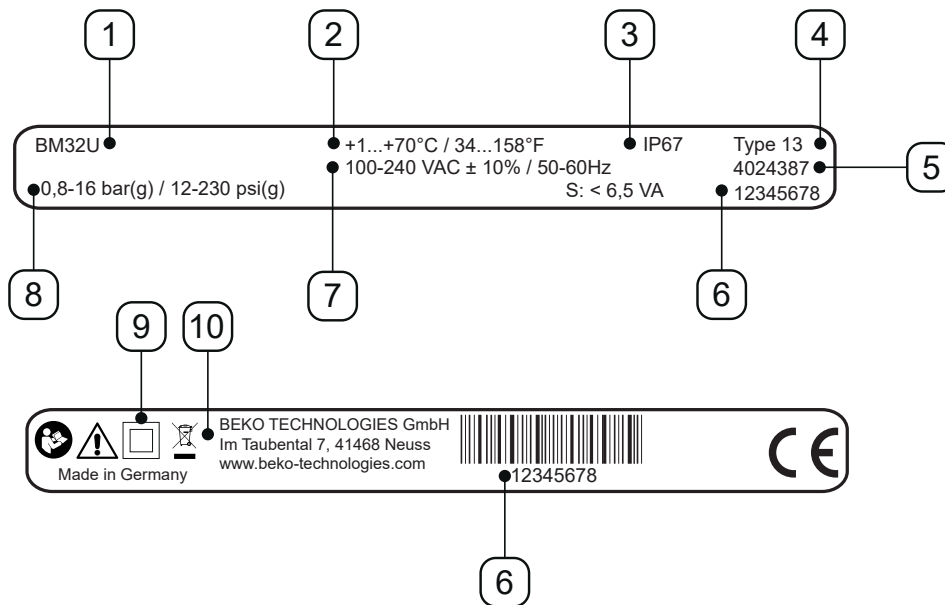 1 2 3 4
BM32U +1...+70°C / 34...158°F IP67 Type 13
100-240 VAC ± 10% / 50-60Hz 4024387 5
0,8-16 bar(g) / 12-230 psi(g) S: < 6,5 VA 12345678
8 7 6
9 10
BEKO TECHNOLOGIES GmbH
Im Taubental 7, 41468 Neuss
www.beko-technologies.com
Made in Germany
12345678
CE
6